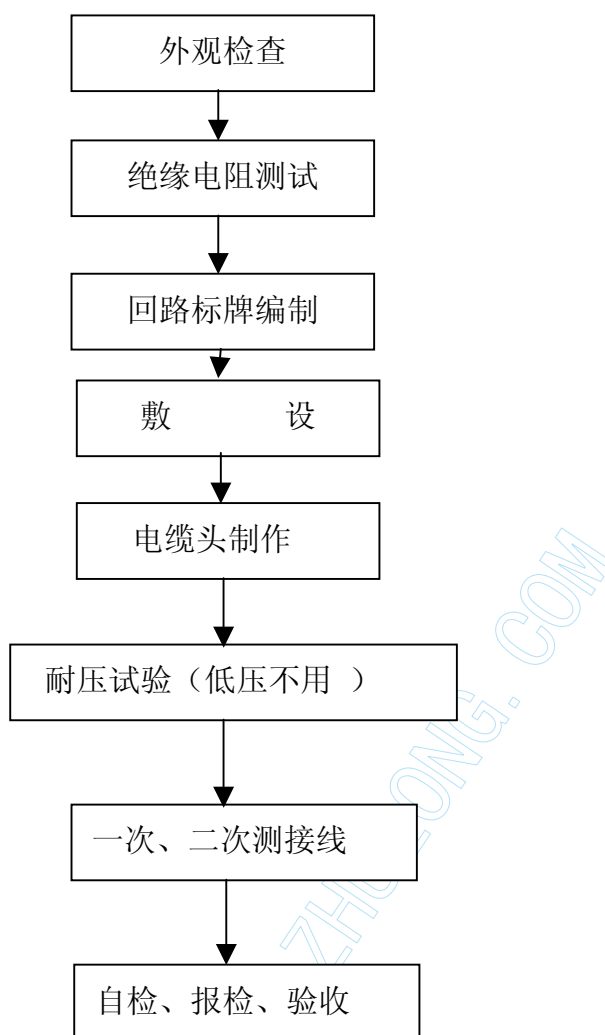 外观检查
绝缘电阻测试
回路标牌编制
敷 设
电缆头制作
耐压试验（低压不用 ）
一次、二次测接线
自检、报检、验收
ZHULONG. COM